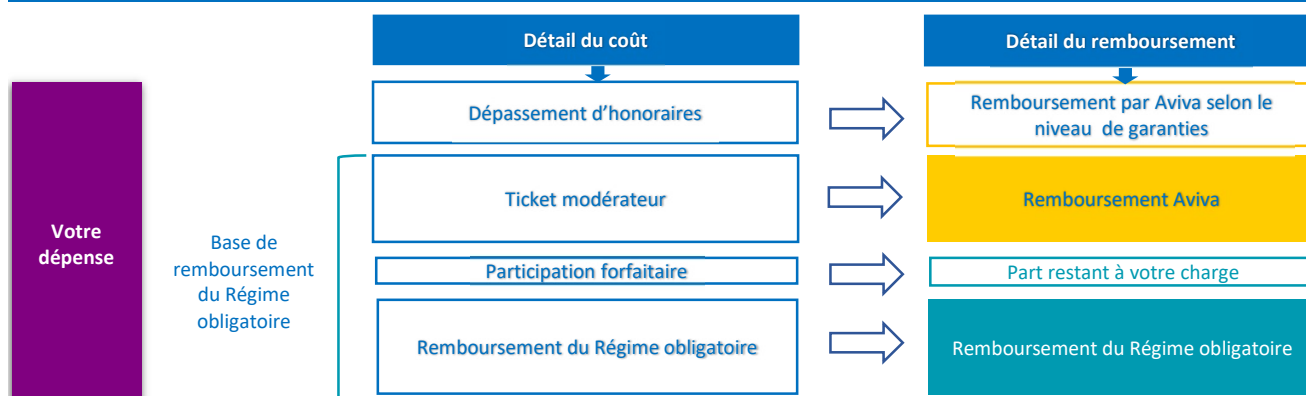 Détail du coût
Détail du remboursement
Dépassement d’honoraires
Remboursement par Aviva selon le
niveau de garanties
Ticket modérateur
Remboursement Aviva
Votre
dépense
Base de
remboursement
du Régime
obligatoire
Participation forfaitaire
Part restant à votre charge
Remboursement du Régime obligatoire
Remboursement du Régime obligatoire